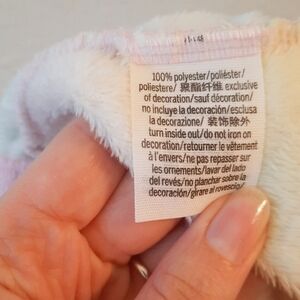 100% polyester/poliéster/
poliestere/ 聚酯纤维 exclusive
of decoration/sauf décoration/
no incluye la decoración/esclusa
la decorazione/ 装饰除外
turn inside out/do not iron on
decoration/retourner le vêtement
à l'envers/ne pas repasser sur
les ornements/lavar del lado
del revés/no planchar sobre la
decoración/girare al rovescio/